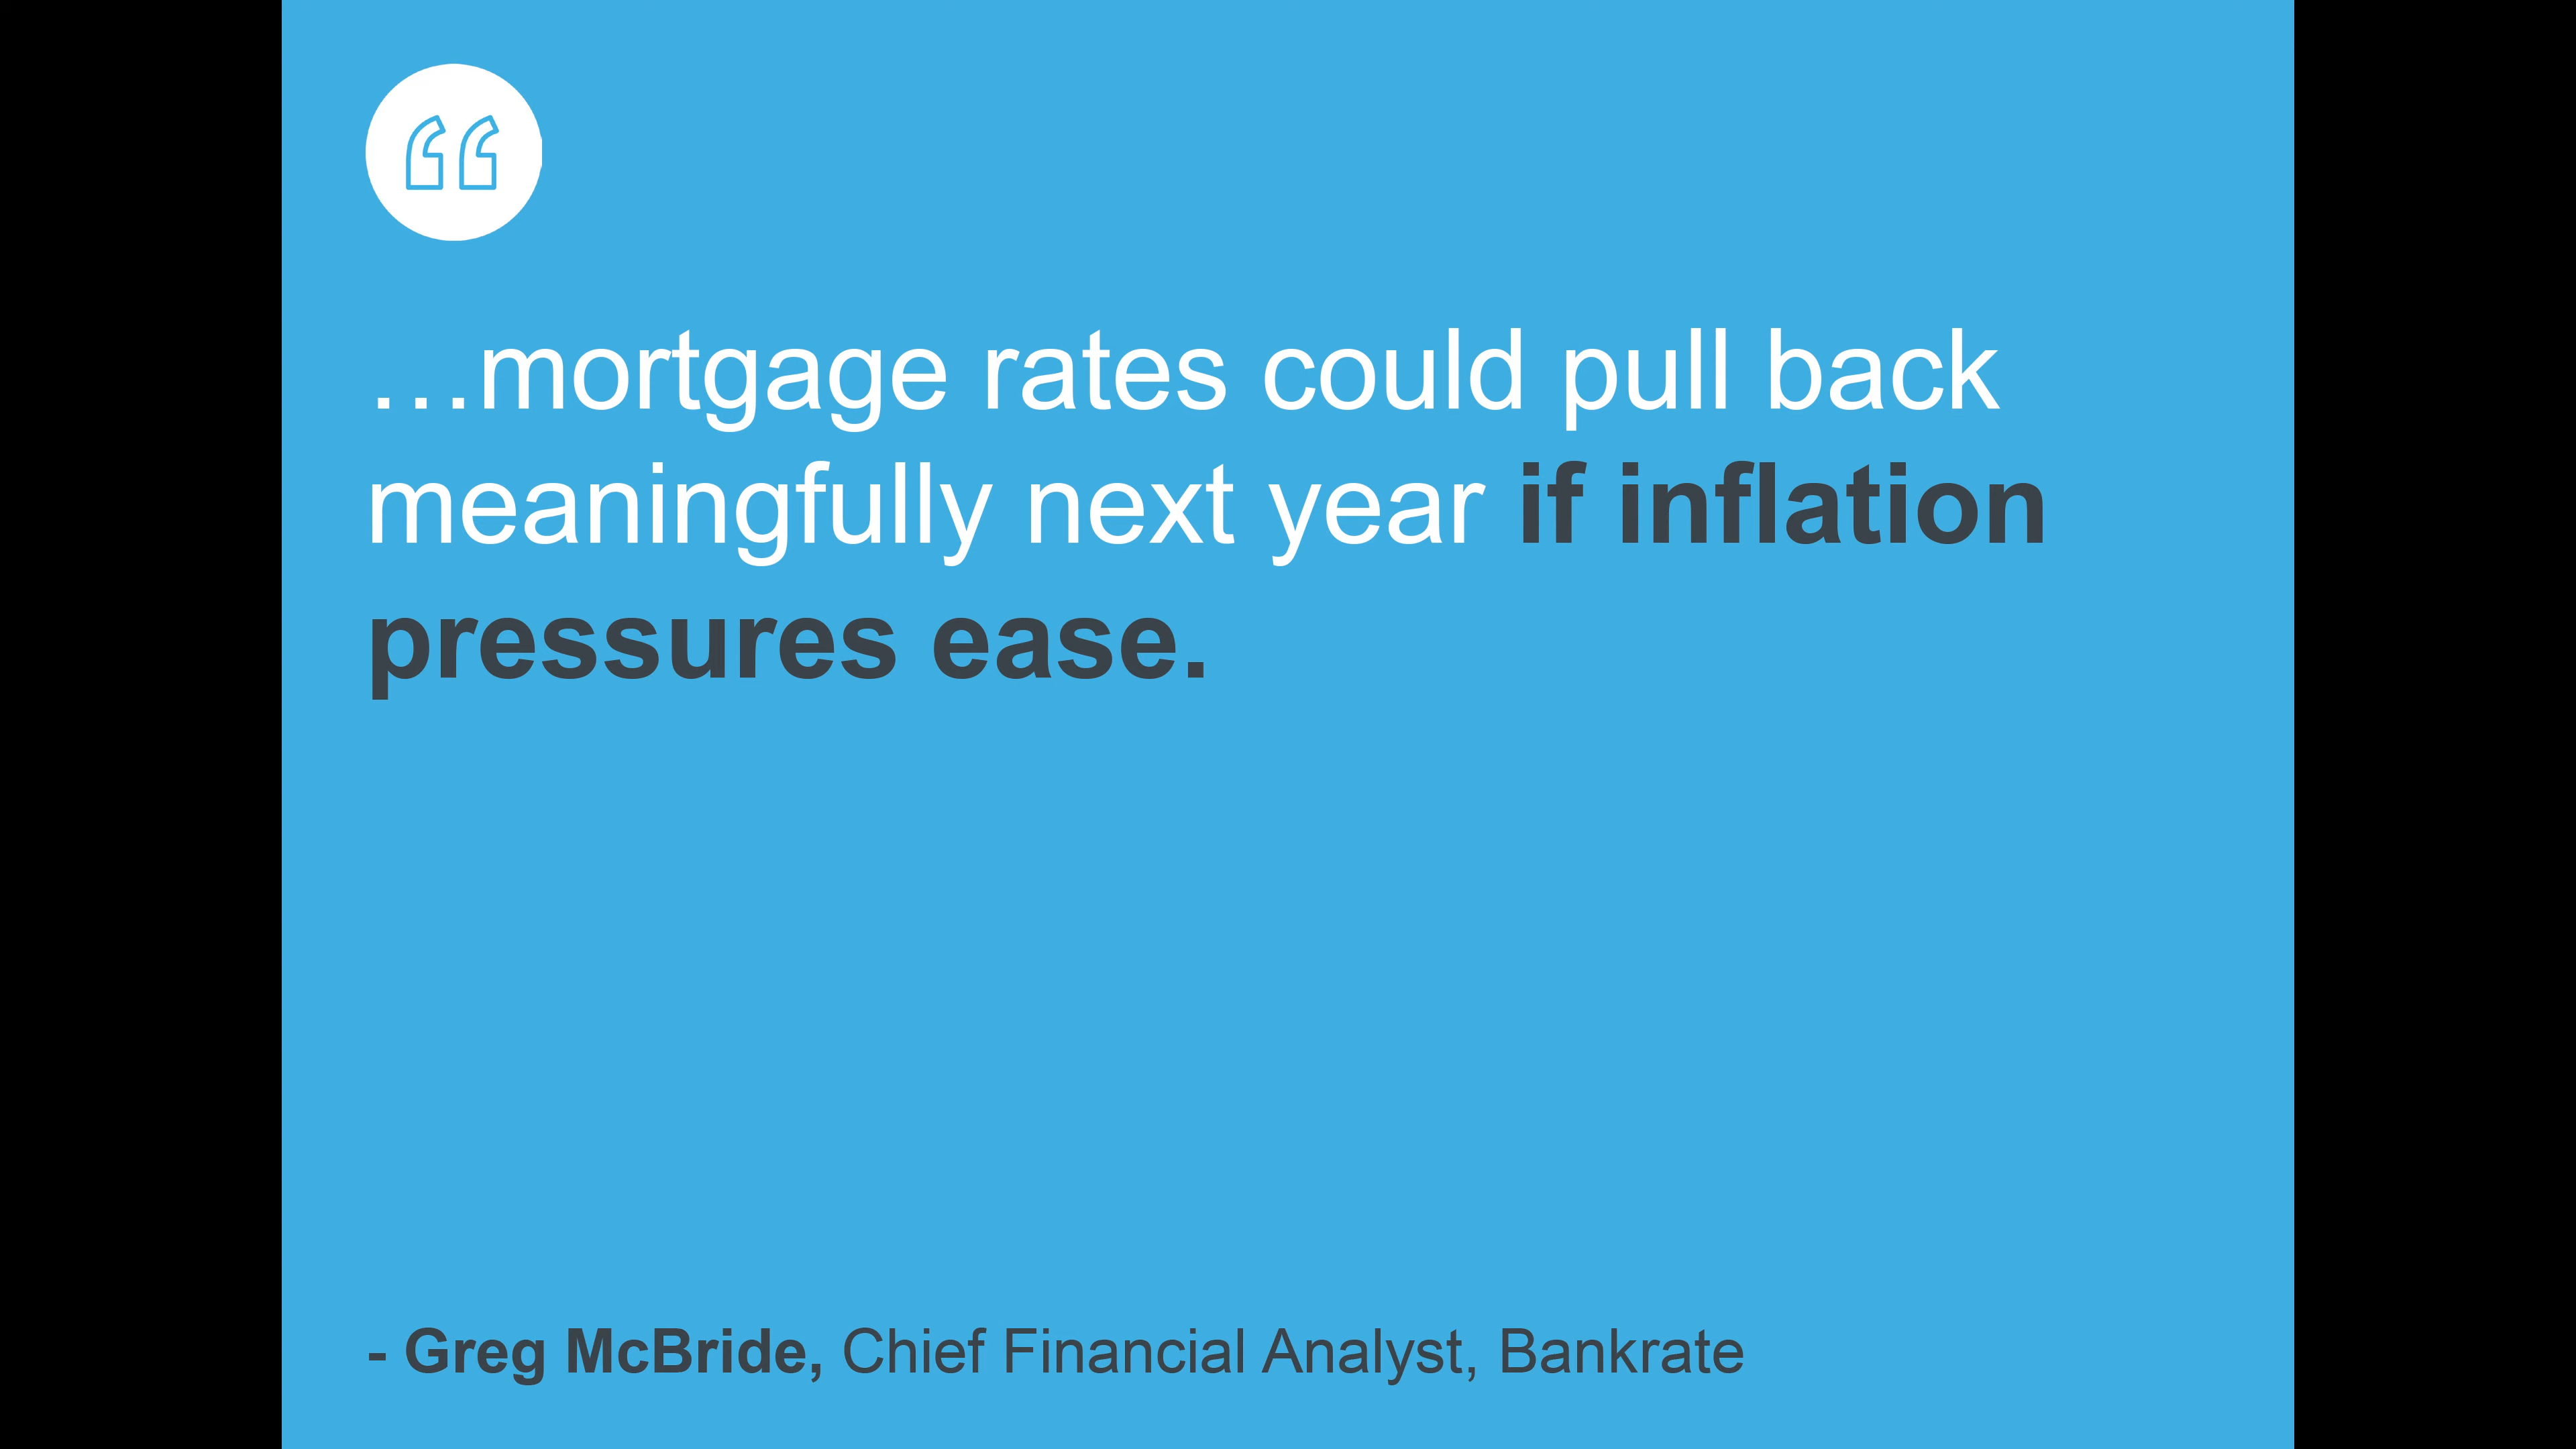 …mortgage rates could pull back
meaningfully next year if inflation
pressures ease.
- Greg McBride, Chief Financial Analyst, Bankrate